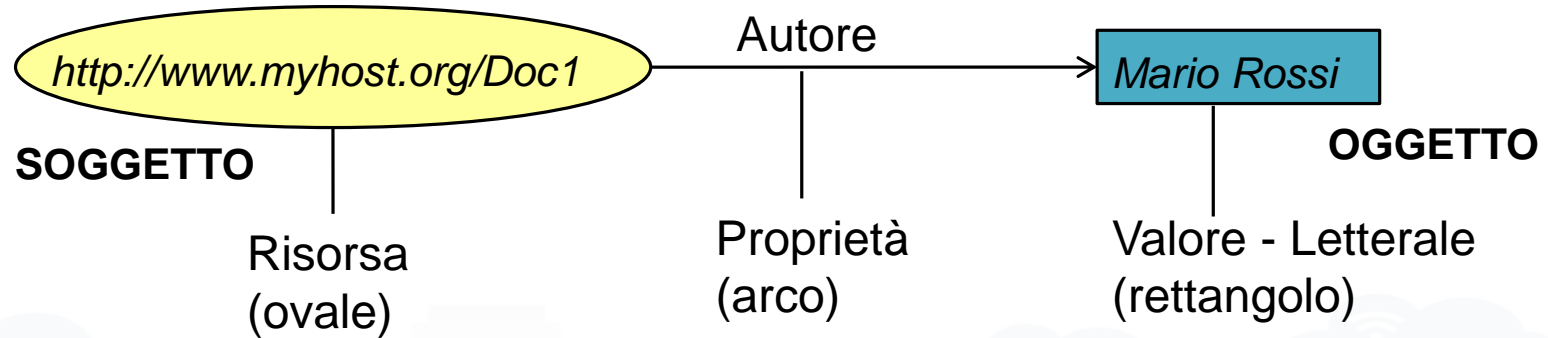 Autore
http://www.myhost.org/Doc1
Mario Rossi
SOGGETTO
OGGETTO
Risorsa
(ovale)
Proprietà
(arco)
Valore - Letterale
(rettangolo)